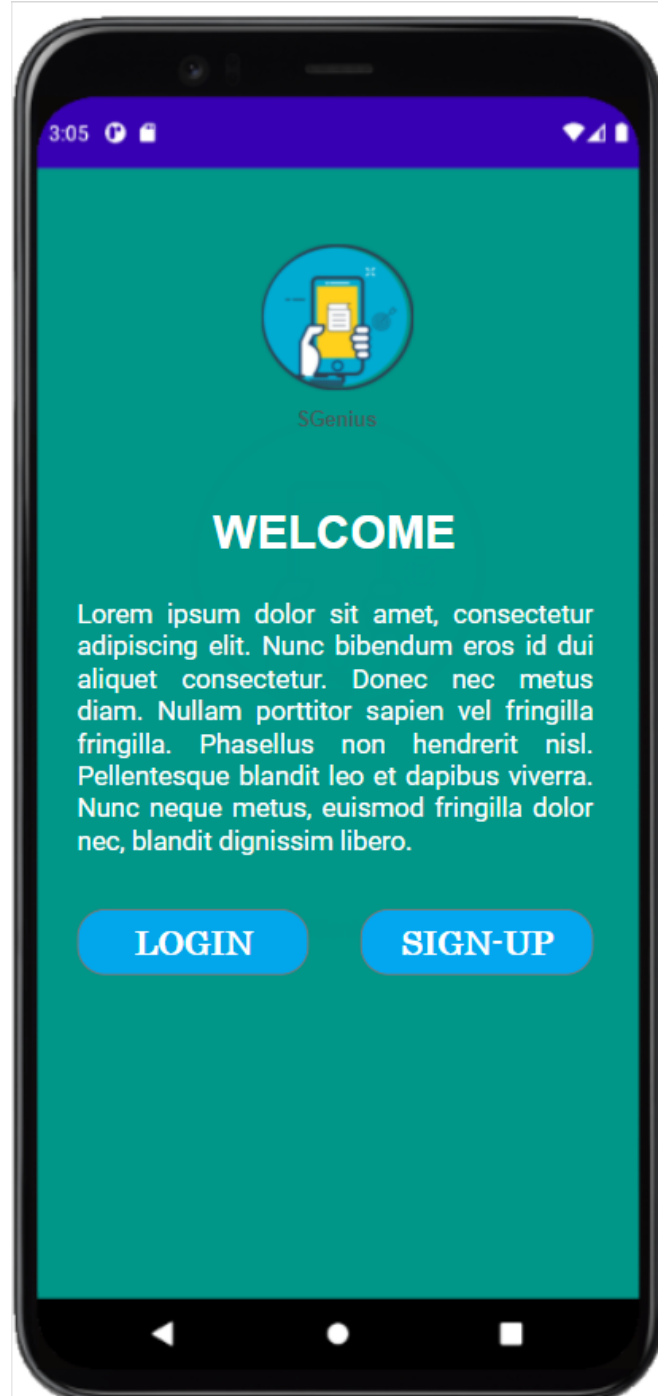 3:05
SGenius
WELCOME
Lorem ipsum dolor sit amet, consectetur
adipiscing elit. Nunc bibendum eros id dui
aliquet consectetur. Donec nec metus
diam. Nullam porttitor sapien vel fringilla
fringilla. Phasellus non hendrerit nisl.
Pellentesque blandit leo et dapibus viverra.
Nunc neque metus, euismod fringilla dolor
nec, blandit dignissim libero.
LOGIN SIGN-UP